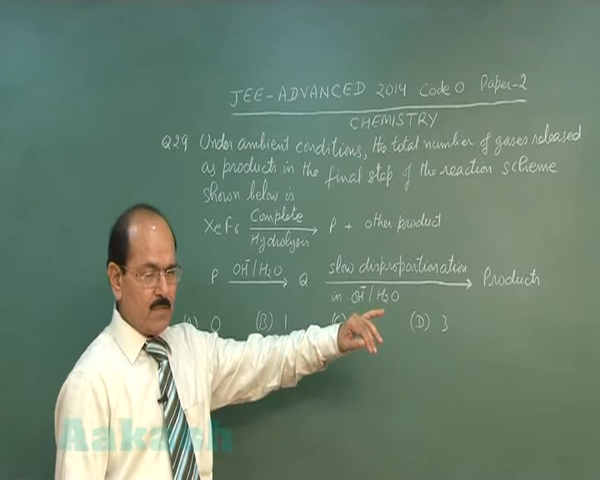 JEE-ADVANCED 2014 Code 0 Paper-2
CHEMISTRY
Q29 Under ambient conditions, the total number of gases released
as products in the final step of the reaction scheme
shown below is
XeF6 Complete Hydrolysis → P + other product
P OH⁻/H2O → Q slow disproportionation in OH⁻/H2O → Products
(A) 0 (B) 1 (D) 3
Aakash